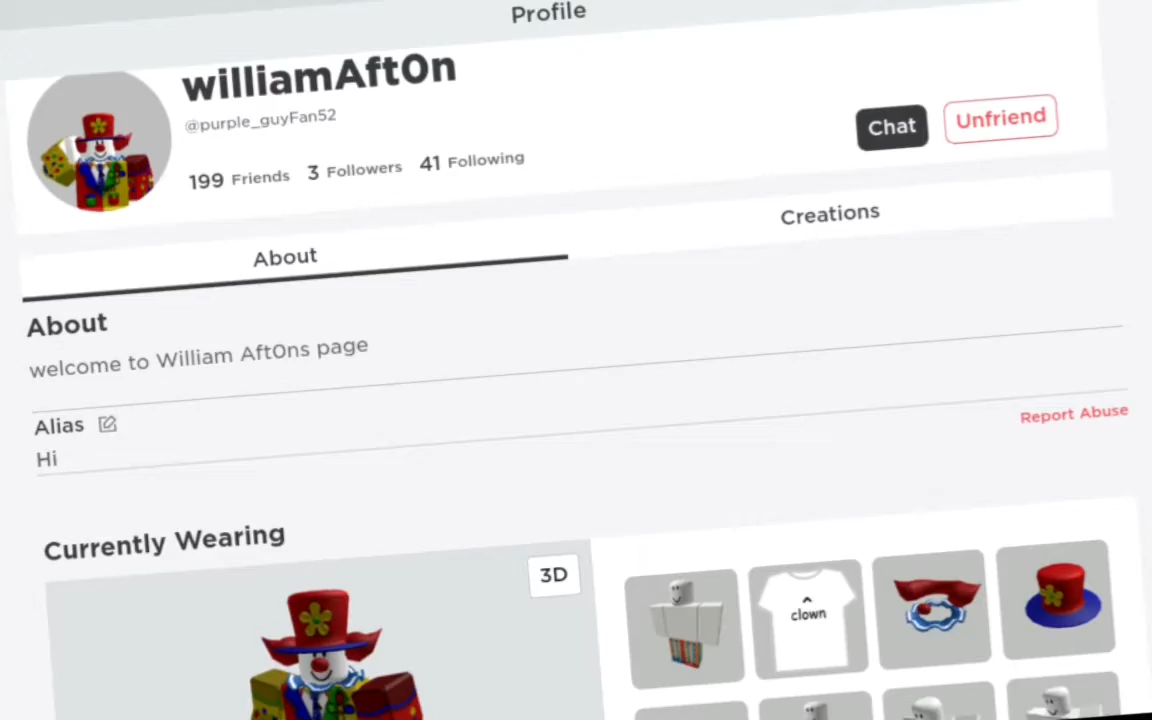 Profile
williamAft0n
@purple_guyFan52
199 Friends 3 Followers 41 Following
Chat
Unfriend
About
Creations
About
welcome to William Aft0ns page
Alias
Hi
Report Abuse
Currently Wearing
3D
^
clown